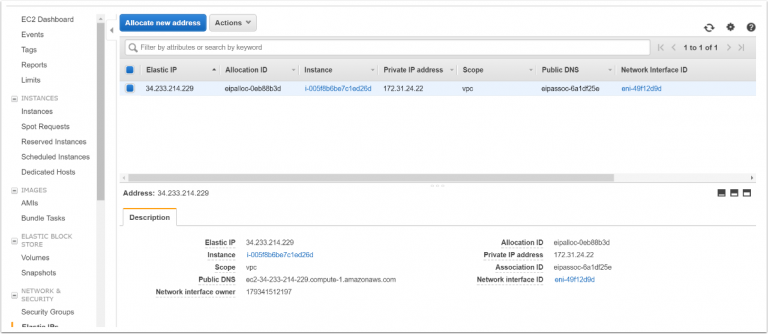 EC2 Dashboard
Events
Tags
Reports
Limits
INSTANCES
Instances
Spot Requests
Reserved Instances
Scheduled Instances
Dedicated Hosts
IMAGES
AMIs
Bundle Tasks
ELASTIC BLOCK
STORE
Volumes
Snapshots
NETWORK &
SECURITY
Security Groups
Elastic IPs
Allocate new address Actions
Filter by attributes or search by keyword 1 to 1 of 1
Elastic IP Allocation ID Instance Private IP address Scope Public DNS Network Interface ID
34.233.214.229 eipalloc-0eb88b3d i-005f8b6be7c1ed26d 172.31.24.22 vpc eipassoc-6a1df25e eni-49f12d9d
Address: 34.233.214.229
Description
Elastic IP 34.233.214.229 Allocation ID eipalloc-0eb88b3d
Instance i-005f8b6be7c1ed26d Private IP address 172.31.24.22
Scope vpc Association ID eipassoc-6a1df25e
Public DNS ec2-34-233-214-229.compute-1.amazonaws.com Network interface ID eni-49f12d9d
Network interface owner 179341512197